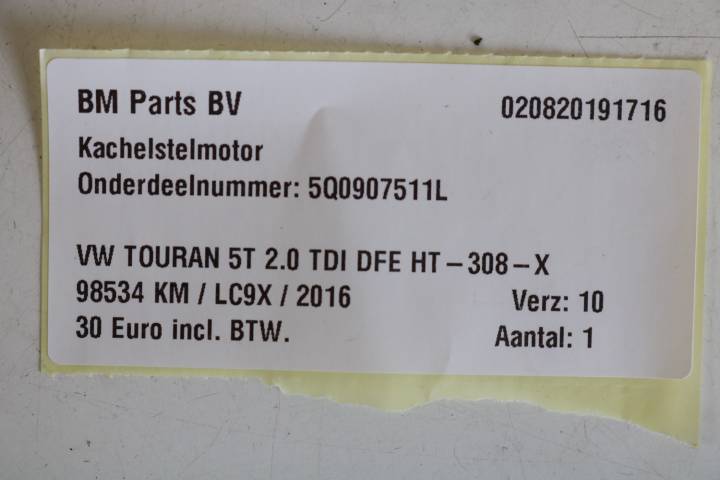 BM Parts BV 020820191716
Kachelstelmotor
Onderdeelnummer: 5Q0907511L
VW TOURAN 5T 2.0 TDI DFE HT-308-X
98534 KM / LC9X / 2016 Verz: 10
30 Euro incl. BTW. Aantal: 1